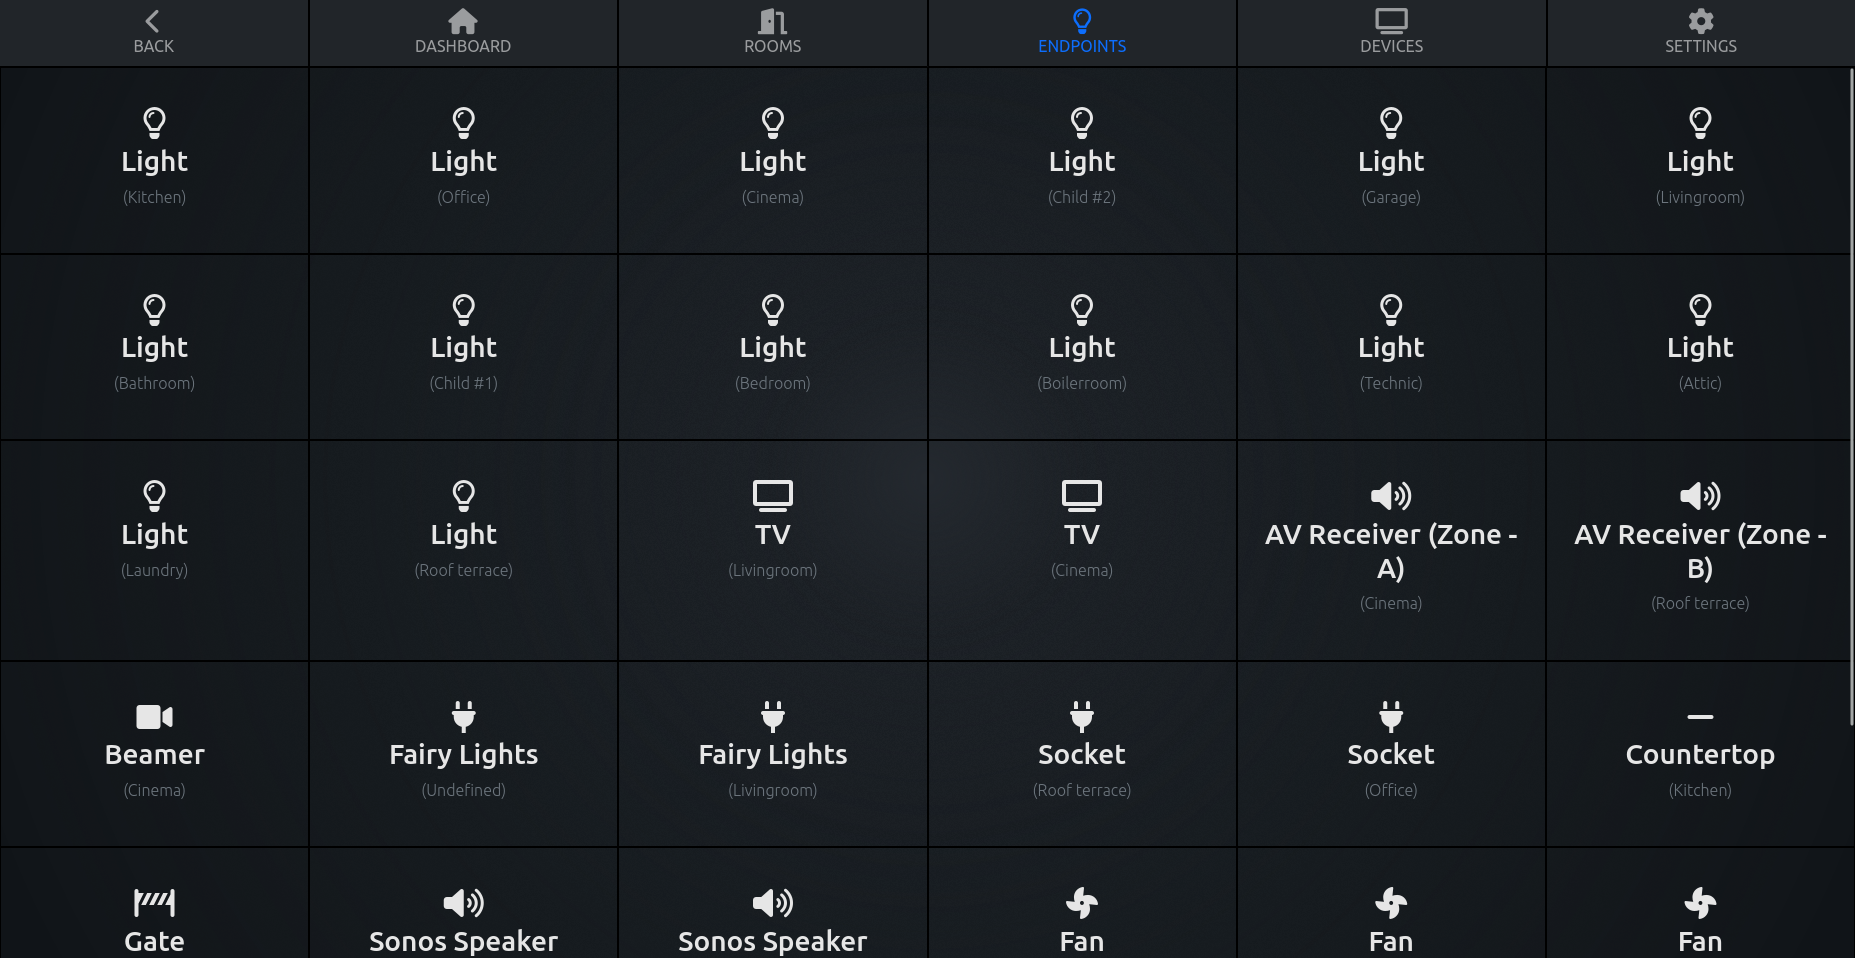 BACK
DASHBOARD
ROOMS
ENDPOINTS
DEVICES
SETTINGS
Light
(Kitchen)
Light
(Office)
Light
(Cinema)
Light
(Child #2)
Light
(Garage)
Light
(Livingroom)
Light
(Bathroom)
Light
(Child #1)
Light
(Bedroom)
Light
(Boilerroom)
Light
(Technic)
Light
(Attic)
Light
(Laundry)
Light
(Roof terrace)
TV
(Livingroom)
TV
(Cinema)
AV Receiver (Zone -
A)
(Cinema)
AV Receiver (Zone -
B)
(Roof terrace)
Beamer
(Cinema)
Fairy Lights
(Undefined)
Fairy Lights
(Livingroom)
Socket
(Roof terrace)
Socket
(Office)
Countertop
(Kitchen)
Gate
Sonos Speaker
Sonos Speaker
Fan
Fan
Fan